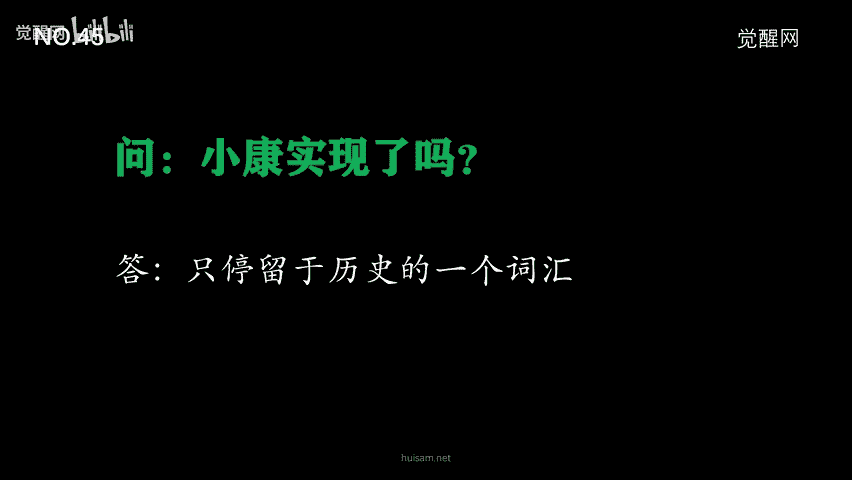 觉醒网 bilibili
NO.45
觉醒网
问：小康实现了吗？
答：只停留于历史的一个词汇
huisam.net